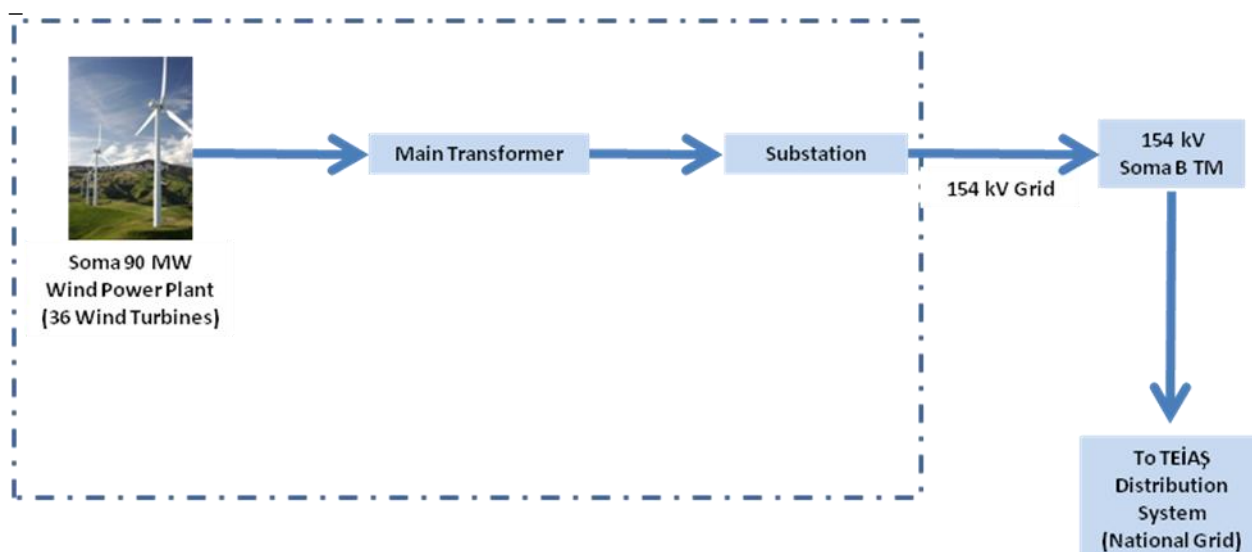 Soma 90 MW
Wind Power Plant
(36 Wind Turbines)
Main Transformer
Substation
154 kV Grid
154 kV
Soma B TM
To TEİAŞ
Distribution
System
(National Grid)